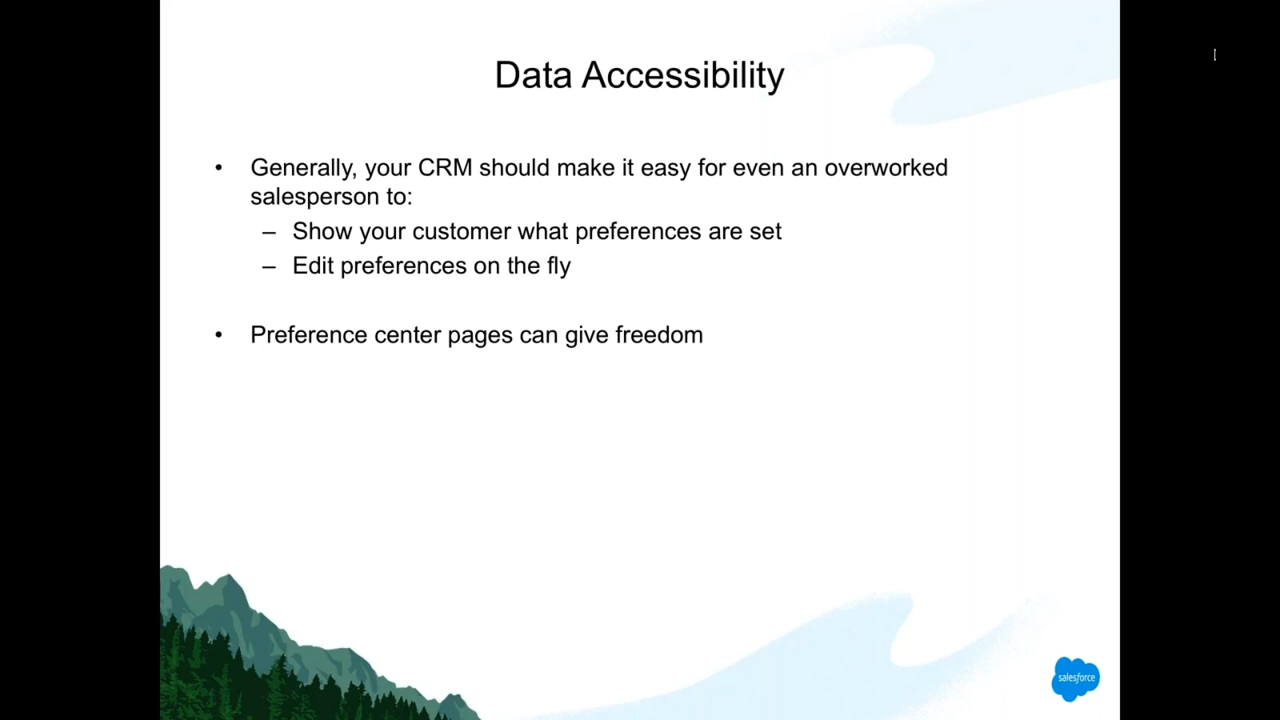 Data Accessibility
• Generally, your CRM should make it easy for even an overworked
salesperson to:
– Show your customer what preferences are set
– Edit preferences on the fly
• Preference center pages can give freedom
salesforce